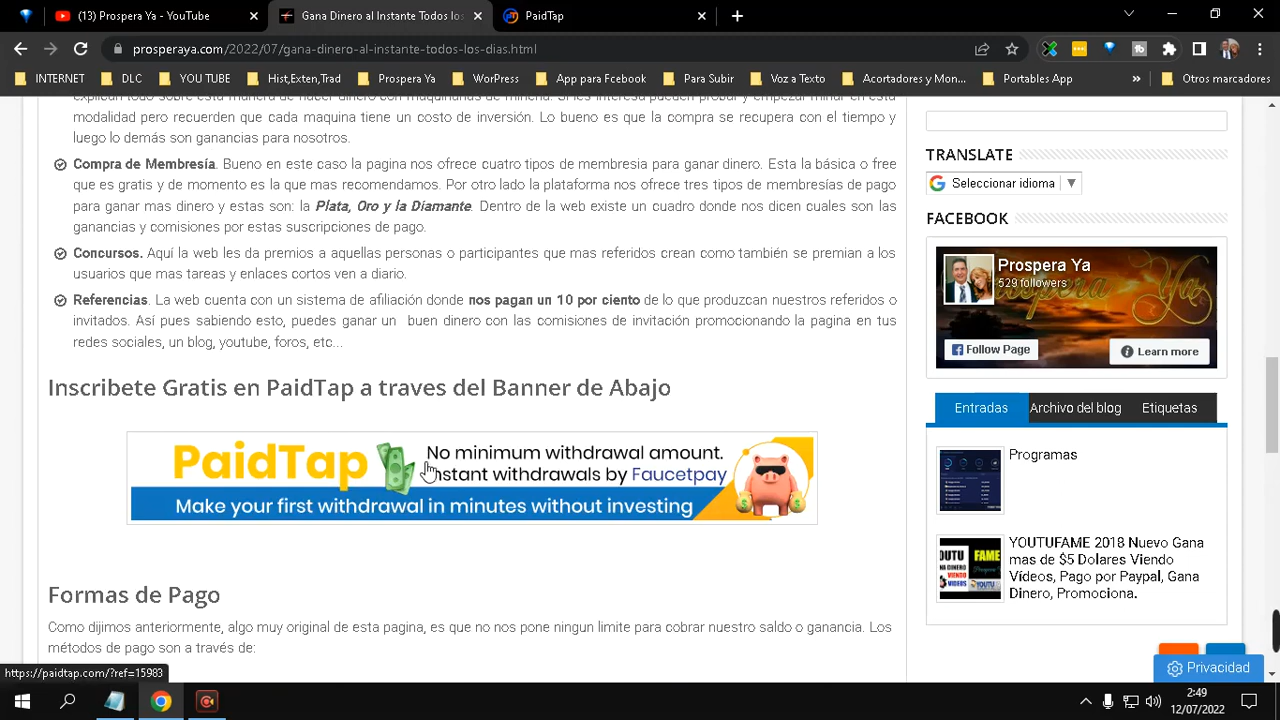 (13) Prospera Ya - YouTube
Gana Dinero al Instante Todos los
PaidTap
prosperaya.com/2022/07/gana-dinero-al-instante-todos-los-dias.html
INTERNET
DLC
YOU TUBE
Hist,Exten,Trad
Prospera Ya
WorPress
App para Fcebook
Para Subir
Voz a Texto
Acortadores y Mon...
Portables App
»
Otros marcadores
modalidad pero recuerden que cada maquina tiene un costo de inversión. Lo bueno es que la compra se recupera con el tiempo y
luego lo demás son ganancias para nosotros.
Compra de Membresía. Bueno en este caso la pagina nos ofrece cuatro tipos de membresia para ganar dinero. Esta la básica o free
que es gratis y de momento es la que mas recomendamos. Por otro lado la plataforma nos ofrece tres tipos de membresías de pago
para ganar mas dinero y estas son: la Plata, Oro y la Diamante. Dentro de la web existe un cuadro donde nos dicen cuales son las
ganancias y comisiones por estas suscripciones de pago.
Concursos. Aquí la web les da premios a aquellas personas o participantes que mas referidos crean como también se premian a los
usuarios que mas tareas y enlaces cortos ven a diario.
Referencias. La web cuenta con un sistema de afiliación donde nos pagan un 10 por ciento de lo que produzcan nuestros referidos o
invitados. Así pues sabiendo esto, puedes ganar un buen dinero con las comisiones de invitación promocionando la pagina en tus
redes sociales, un blog, youtube, foros, etc...
Inscribete Gratis en PaidTap a traves del Banner de Abajo
PaidTap
No minimum withdrawal amount.
Instant withdrawals by Faucetpay
Make your first withdrawal in minutes without investing
Formas de Pago
Como dijimos anteriormente, algo muy original de esta pagina, es que no nos pone ningun limite para cobrar nuestro saldo o ganancia. Los
métodos de pago son a través de:
TRANSLATE
Seleccionar idioma
FACEBOOK
Prospera Ya
529 followers
Follow Page
Learn more
Entradas
Archivo del blog
Etiquetas
Programas
YOUTUFAME 2018 Nuevo Gana
mas de $5 Dolares Viendo
Vídeos, Pago por Paypal, Gana
Dinero, Promociona.
Privacidad
https://paidtap.com/?ref=15983
2:49
12/07/2022